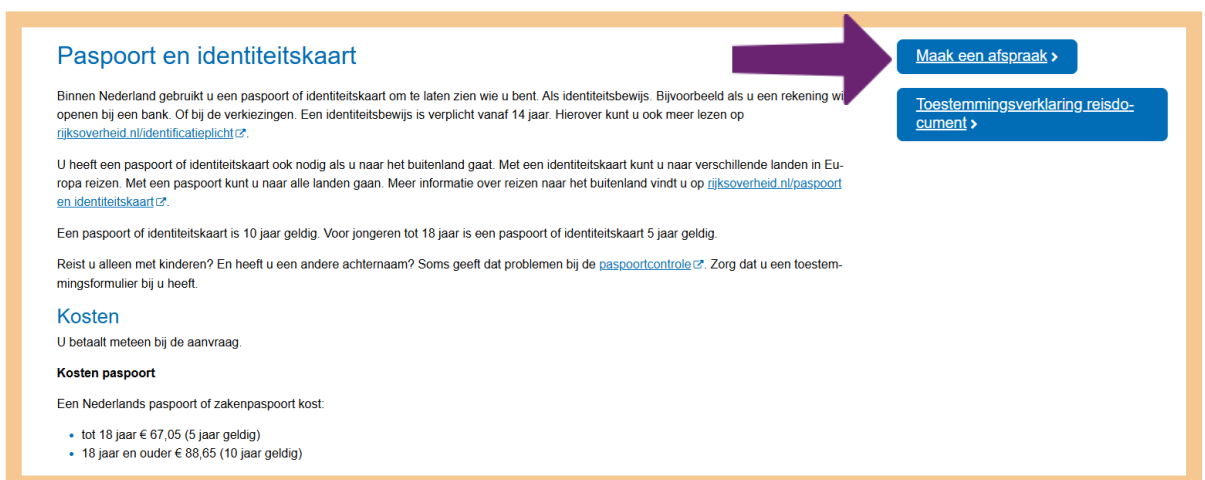 Paspoort en identiteitskaart
Binnen Nederland gebruikt u een paspoort of identiteitskaart om te laten zien wie u bent. Als identiteitsbewijs. Bijvoorbeeld als u een rekening wi
openen bij een bank. Of bij de verkiezingen. Een identiteitsbewijs is verplicht vanaf 14 jaar. Hierover kunt u ook meer lezen op
rijksoverheid.nl/identificatieplicht.
U heeft een paspoort of identiteitskaart ook nodig als u naar het buitenland gaat. Met een identiteitskaart kunt u naar verschillende landen in Eu-
ropa reizen. Met een paspoort kunt u naar alle landen gaan. Meer informatie over reizen naar het buitenland vindt u op rijksoverheid.nl/paspoort
en identiteitskaart.
Een paspoort of identiteitskaart is 10 jaar geldig. Voor jongeren tot 18 jaar is een paspoort of identiteitskaart 5 jaar geldig.
Reist u alleen met kinderen? En heeft u een andere achternaam? Soms geeft dat problemen bij de paspoortcontrole. Zorg dat u een toestem-
mingsformulier bij u heeft.
Kosten
U betaalt meteen bij de aanvraag.
Kosten paspoort
Een Nederlands paspoort of zakenpaspoort kost:
• tot 18 jaar € 67,05 (5 jaar geldig)
• 18 jaar en ouder € 88,65 (10 jaar geldig)
Maak een afspraak >
Toestemmingsverklaring reisdo-
cument >